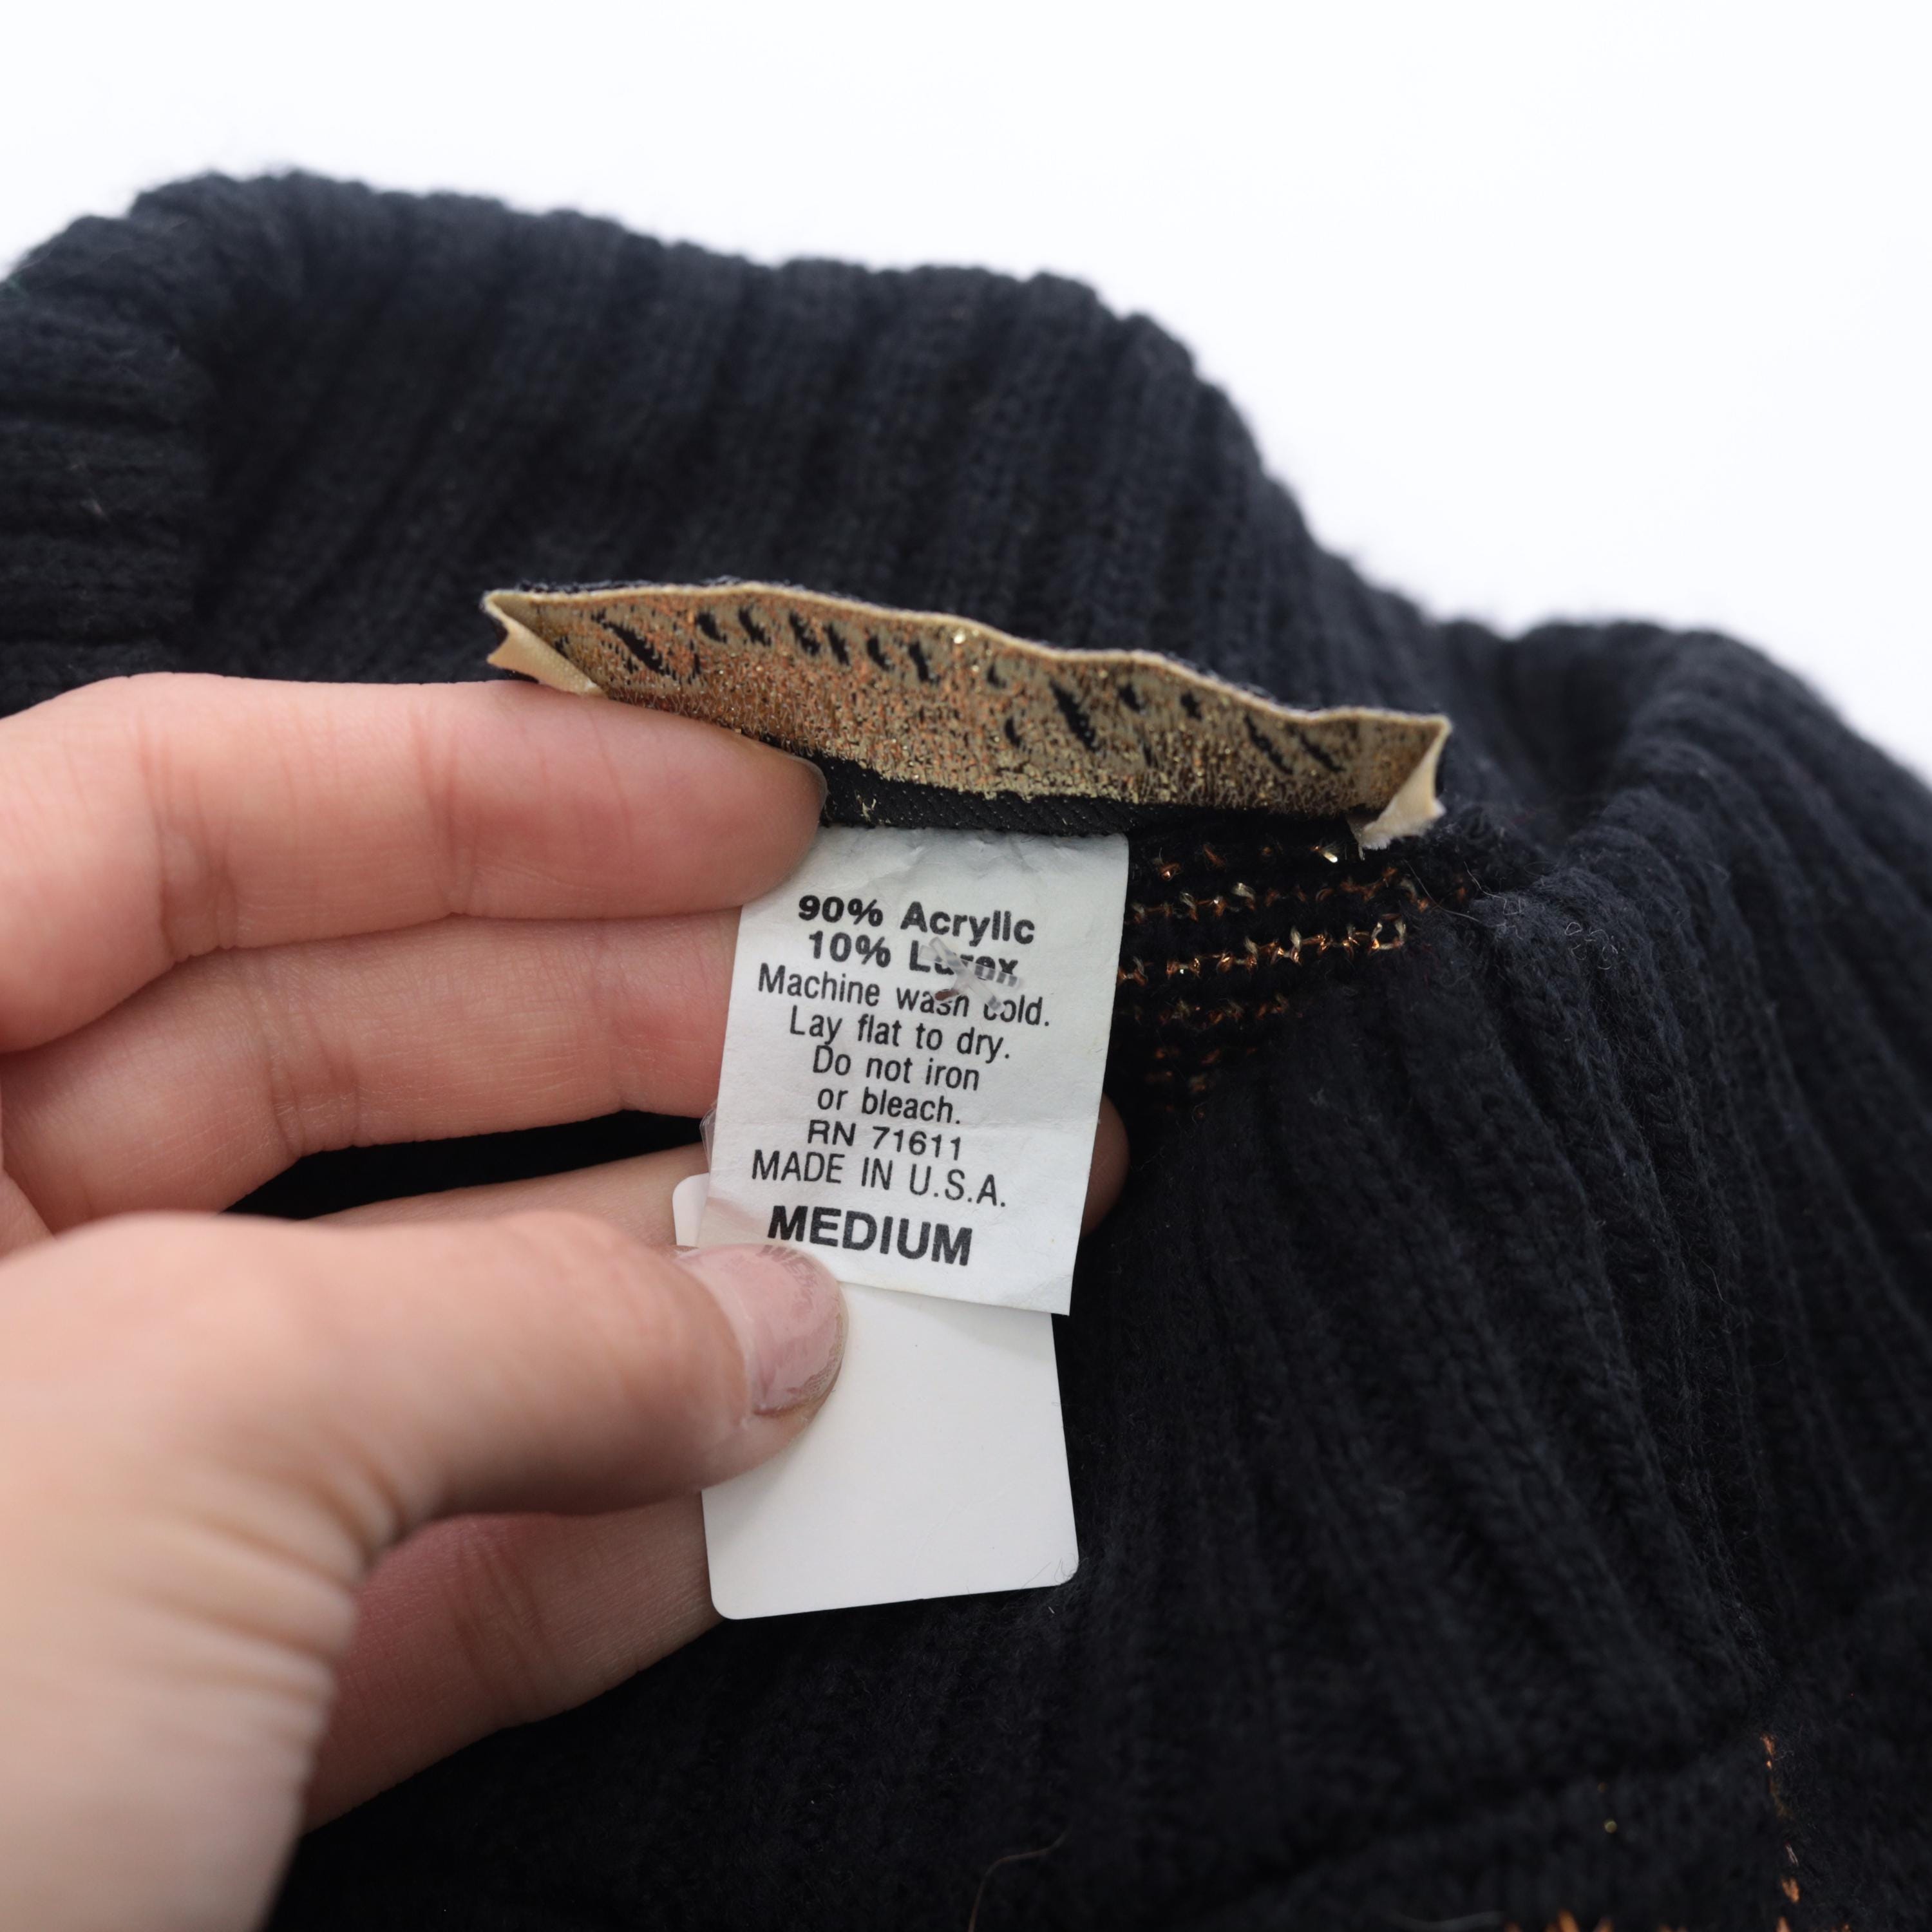 90% Acrylic
10% Lurex
Machine wash cold.
Lay flat to dry.
Do not iron
or bleach.
RN 71611
MADE IN U.S.A.
MEDIUM